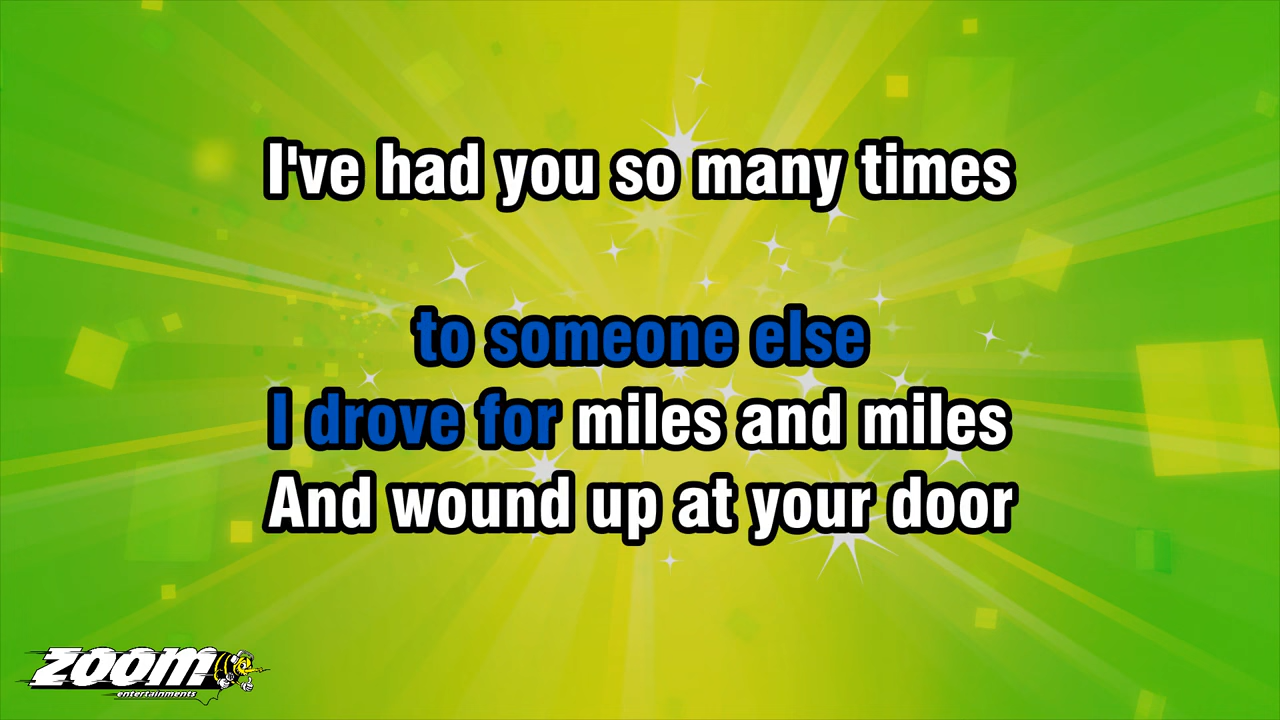 I've had you so many times
to someone else
I drove for miles and miles
And wound up at your door
zoom
entertainments